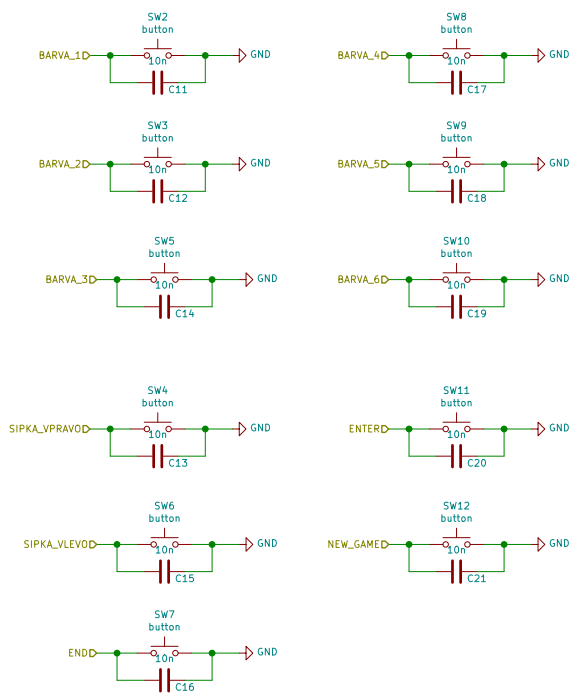 SW2
button
BARVA_1
10n
GND
C11
SW8
button
BARVA_4
10n
GND
C17
SW3
button
BARVA_2
10n
GND
C12
SW9
button
BARVA_5
10n
GND
C18
SW5
button
BARVA_3
10n
GND
C14
SW10
button
BARVA_6
10n
GND
C19
SW4
button
SIPKA_VPRAVO
10n
GND
C13
SW11
button
ENTER
10n
GND
C20
SW6
button
SIPKA_VLEVO
10n
GND
C15
SW12
button
NEW_GAME
10n
GND
C21
SW7
button
END
10n
GND
C16